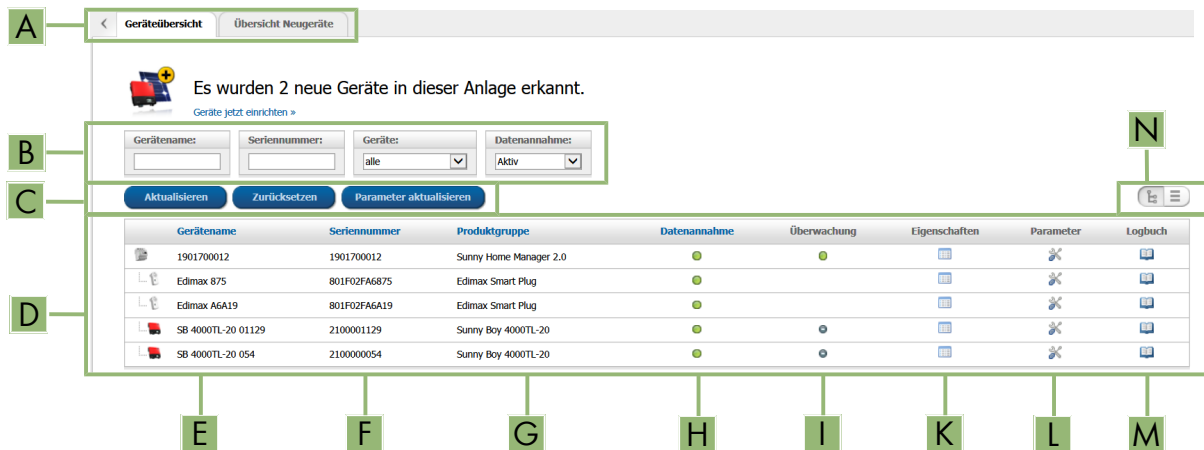 A
Geräteübersicht Übersicht Neugeräte
Es wurden 2 neue Geräte in dieser Anlage erkannt.
Geräte jetzt einrichten »
B
Gerätename: Seriennummer: Geräte: Datenannahme:
alle Aktiv
N
C
Aktualisieren Zurücksetzen Parameter aktualisieren
D
Gerätename Seriennummer Produktgruppe Datenannahme Überwachung Eigenschaften Parameter Logbuch
1901700012 1901700012 Sunny Home Manager 2.0
Edimax 875 801F02FA6875 Edimax Smart Plug
Edimax A6A19 801F02FA6A19 Edimax Smart Plug
SB 4000TL-20 01129 2100001129 Sunny Boy 4000TL-20
SB 4000TL-20 054 2100000054 Sunny Boy 4000TL-20
E F G H I K L M